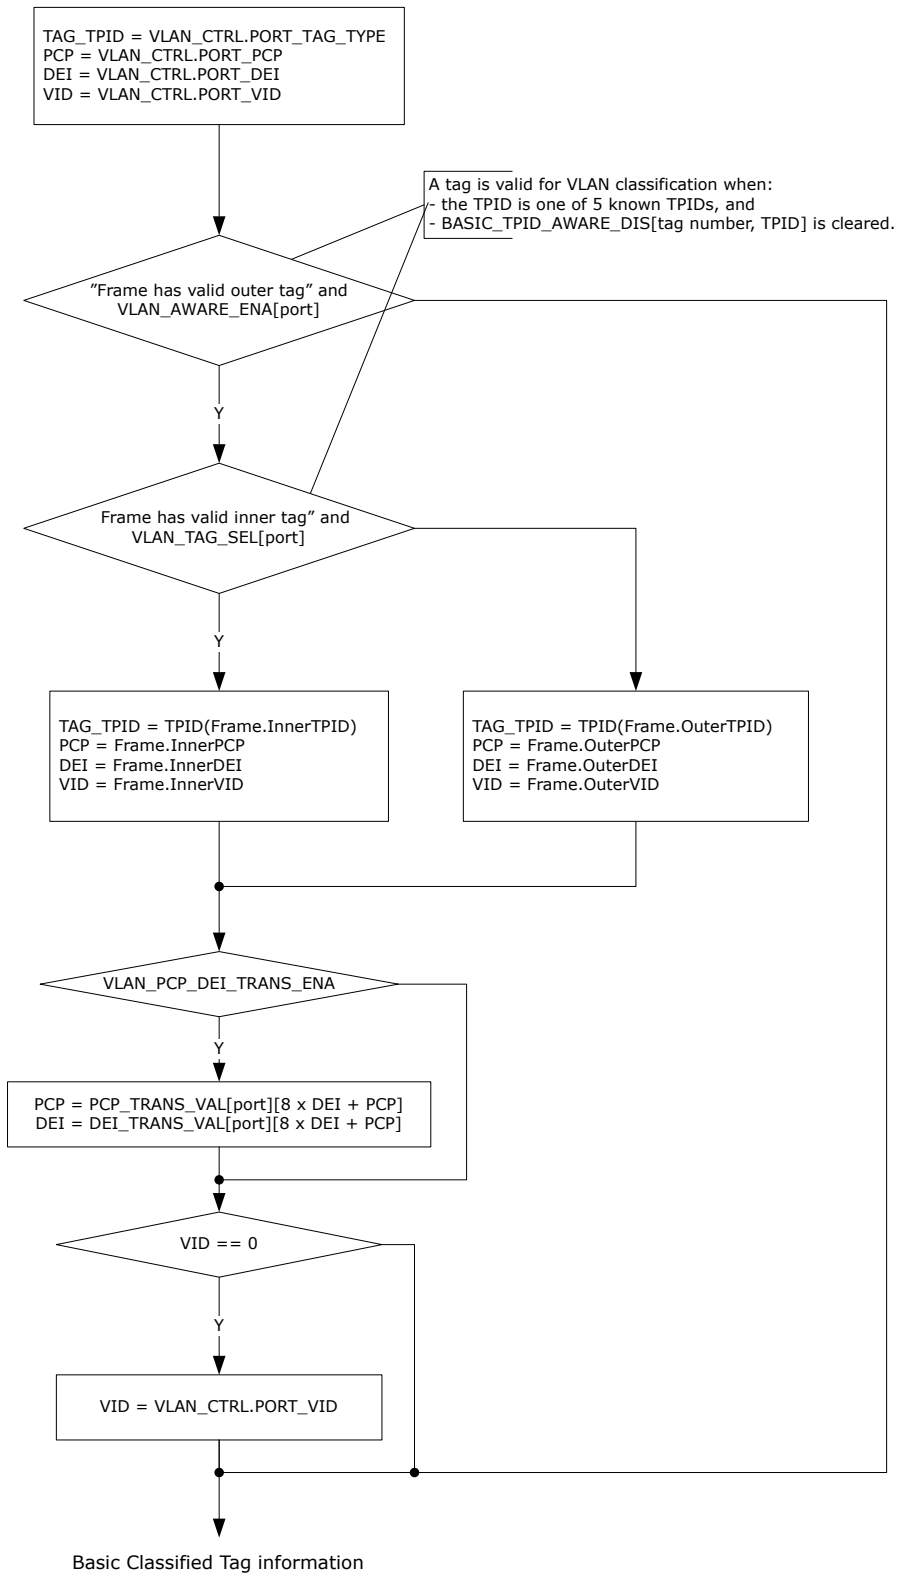 TAG_TPID = VLAN_CTRL.PORT_TAG_TYPE
PCP = VLAN_CTRL.PORT_PCP
DEI = VLAN_CTRL.PORT_DEI
VID = VLAN_CTRL.PORT_VID
A tag is valid for VLAN classification when:
- the TPID is one of 5 known TPIDs, and
- BASIC_TPID_AWARE_DIS[tag number, TPID] is cleared.
”Frame has valid outer tag” and
VLAN_AWARE_ENA[port]
Y
Frame has valid inner tag” and
VLAN_TAG_SEL[port]
Y
TAG_TPID = TPID(Frame.InnerTPID)
PCP = Frame.InnerPCP
DEI = Frame.InnerDEI
VID = Frame.InnerVID
TAG_TPID = TPID(Frame.OuterTPID)
PCP = Frame.OuterPCP
DEI = Frame.OuterDEI
VID = Frame.OuterVID
VLAN_PCP_DEI_TRANS_ENA
Y
PCP = PCP_TRANS_VAL[port][8 x DEI + PCP]
DEI = DEI_TRANS_VAL[port][8 x DEI + PCP]
VID == 0
Y
VID = VLAN_CTRL.PORT_VID
Basic Classified Tag information